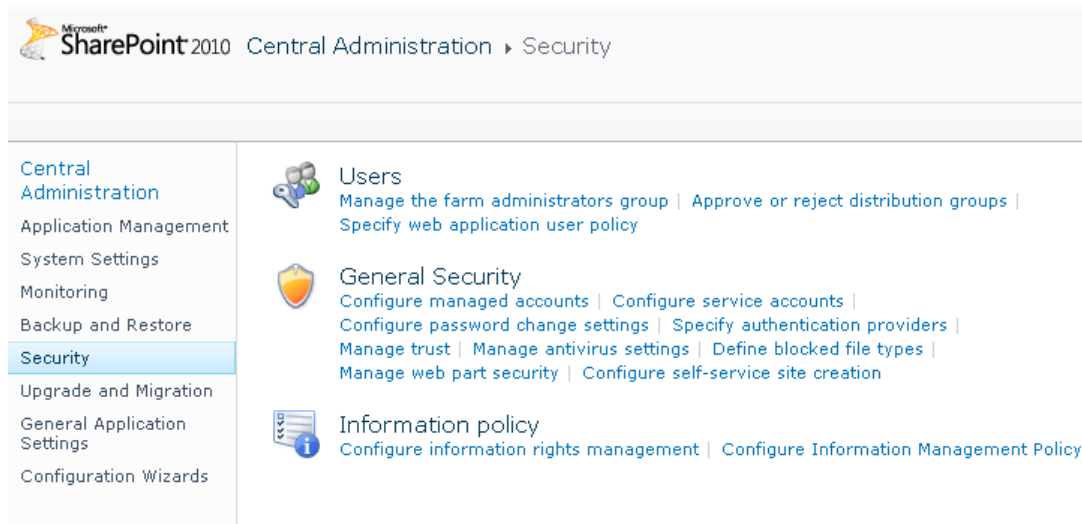 Microsoft®
SharePoint 2010 Central Administration ▸ Security
Central
Administration
Application Management
System Settings
Monitoring
Backup and Restore
Security
Upgrade and Migration
General Application
Settings
Configuration Wizards
Users
Manage the farm administrators group | Approve or reject distribution groups |
Specify web application user policy
General Security
Configure managed accounts | Configure service accounts |
Configure password change settings | Specify authentication providers |
Manage trust | Manage antivirus settings | Define blocked file types |
Manage web part security | Configure self-service site creation
Information policy
Configure information rights management | Configure Information Management Policy